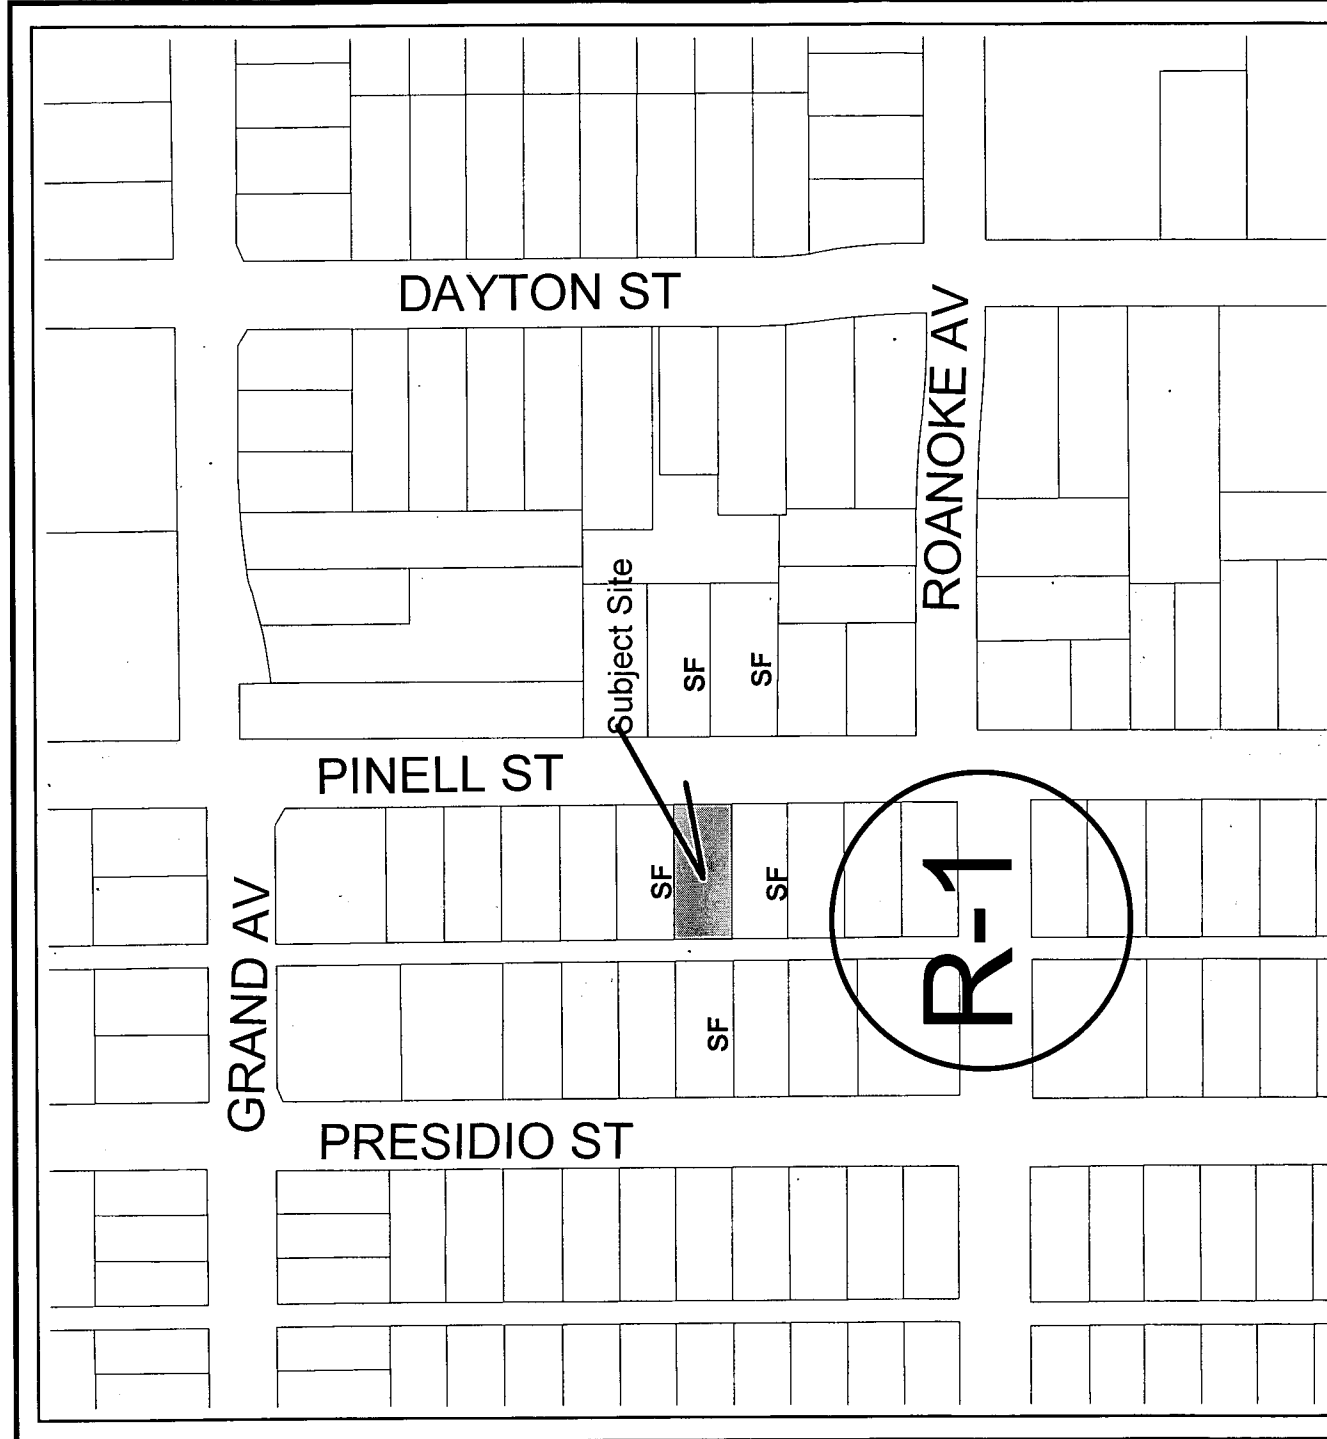 DAYTON ST
ROANOKE AV
Subject Site
SF
SF
PINELL ST
SF
SF
R-1
GRAND AV
SF
PRESIDIO ST